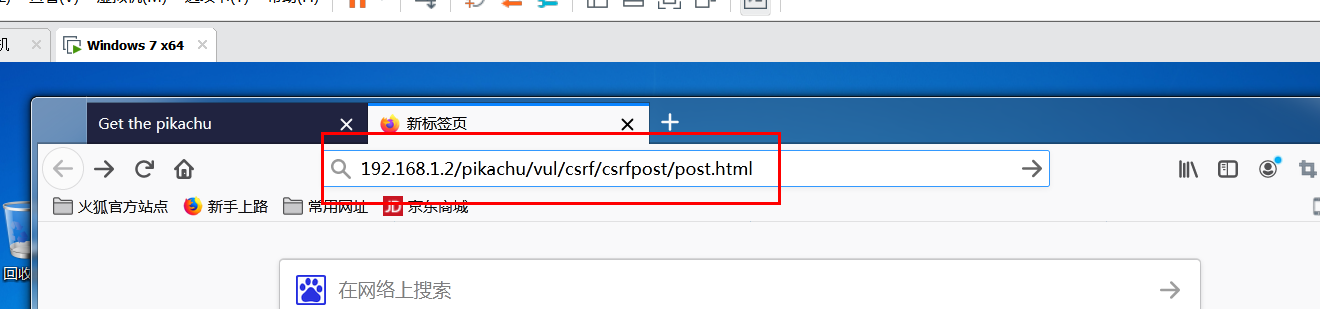 机
Windows 7 x64
Get the pikachu
新标签页
192.168.1.2/pikachu/vul/csrf/csrfpost/post.html
火狐官方站点 新手上路 常用网址 JD 京东商城
回收
在网络上搜索